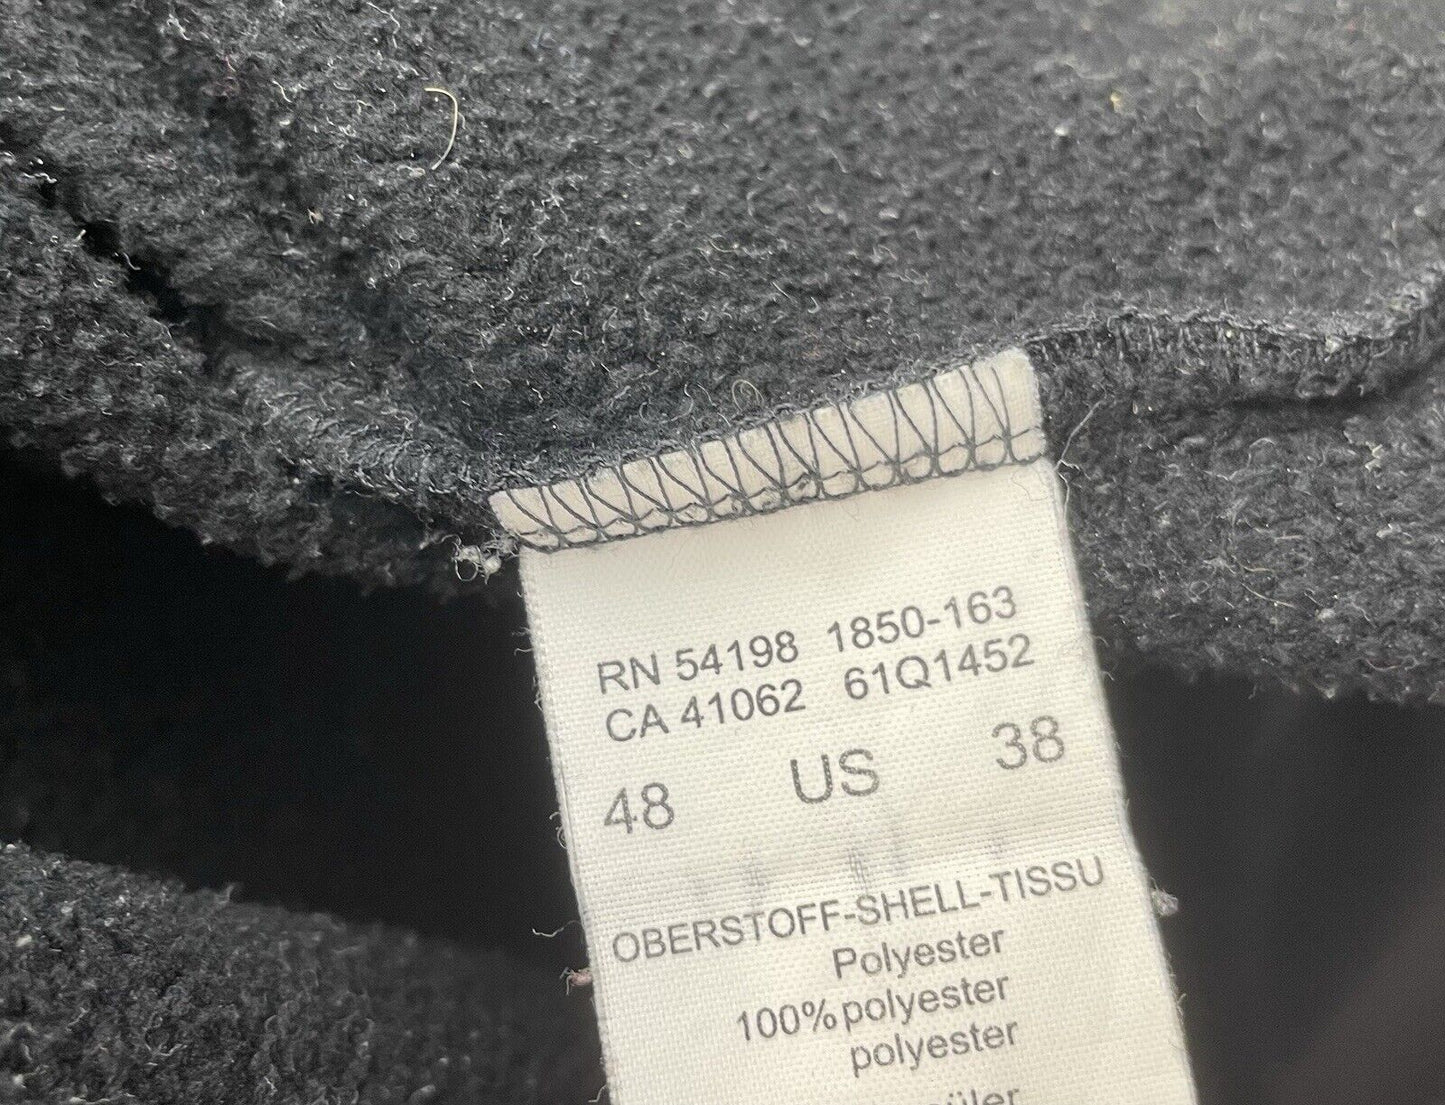 RN 54198 1850-163
CA 41062 61Q1452
48 US 38
OBERSTOFF-SHELL-TISSU
Polyester
100% polyester
polyester